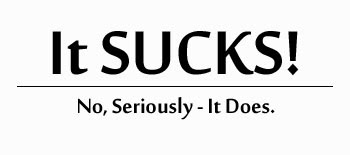 It SUCKS!
No, Seriously - It Does.